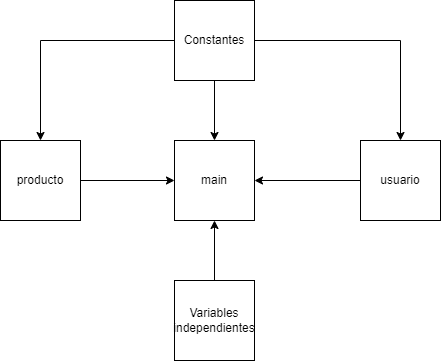 Constantes
producto
main
usuario
Variables
ndependientes